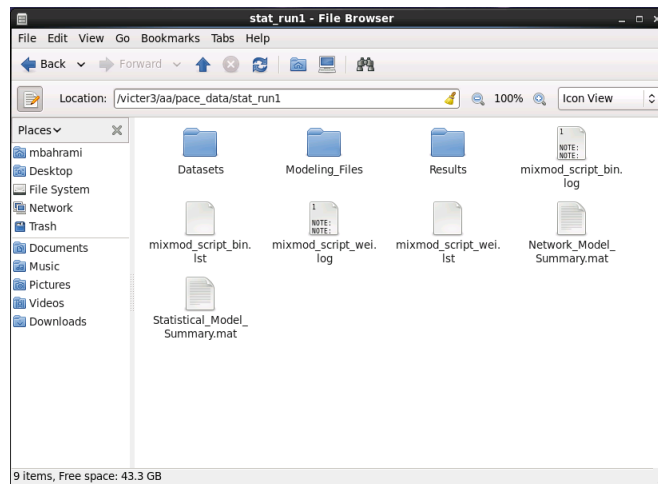 stat_run1 - File Browser
File Edit View Go Bookmarks Tabs Help
Back Forward
Location: /victer3/aa/pace_data/stat_run1 100% Icon View
Places
mbahrami
Desktop
File System
Network
Trash
Documents
Music
Pictures
Videos
Downloads
Datasets Modeling_Files Results
1
NOTE:
NOTE:
mixmod_script_bin.
log
mixmod_script_bin.
lst
1
NOTE:
NOTE:
mixmod_script_wei.
log
mixmod_script_wei.
lst
Network_Model_
Summary.mat
Statistical_Model_
Summary.mat
9 items, Free space: 43.3 GB